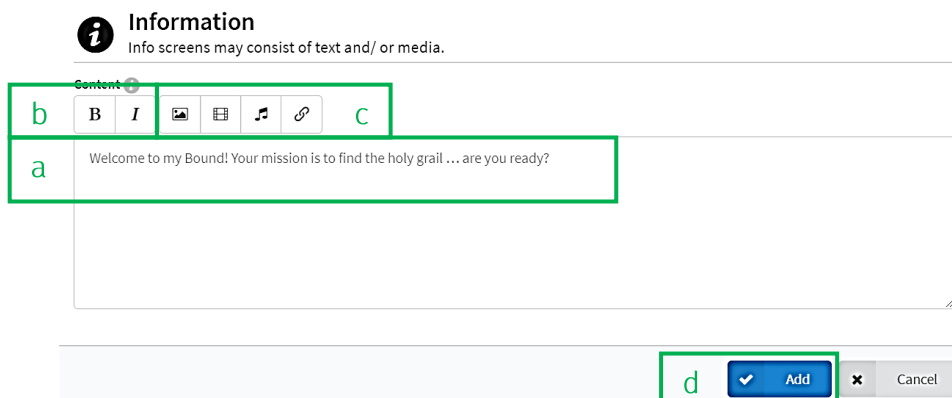 Information
Info screens may consist of text and/ or media.
Content
b B I c
a Welcome to my Bound! Your mission is to find the holy grail ... are you ready?
d Add Cancel